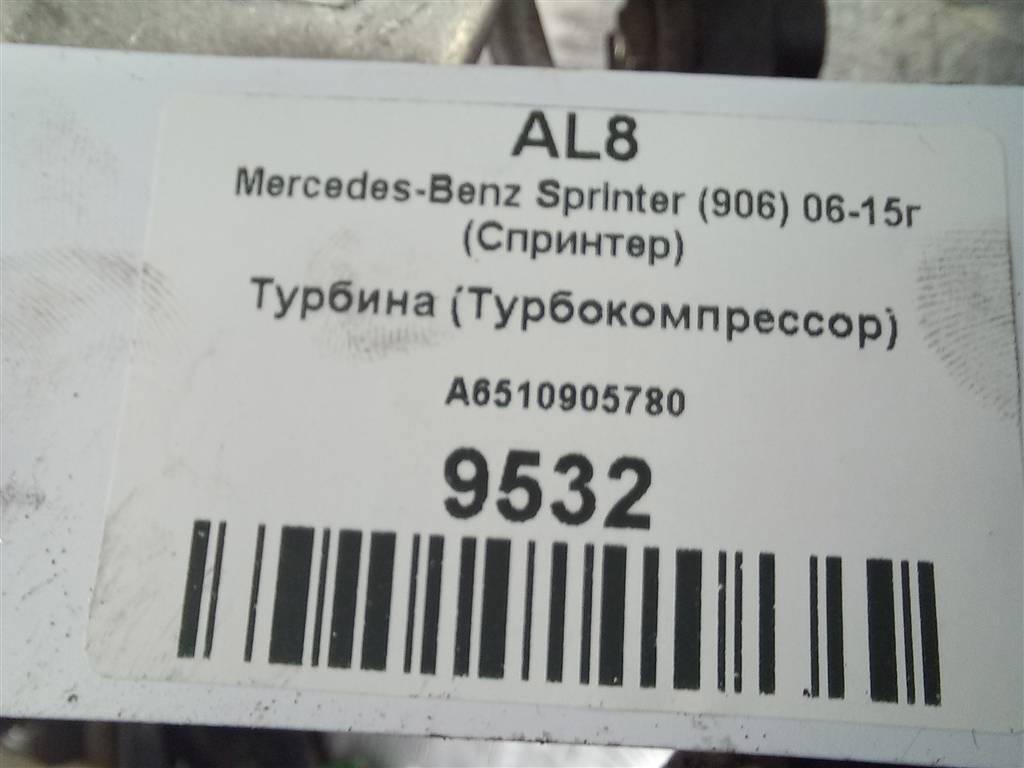 AL8
Mercedes-Benz Sprinter (906) 06-15г
(Спринтер)
Турбина (Турбокомпрессор)
A6510905780
9532